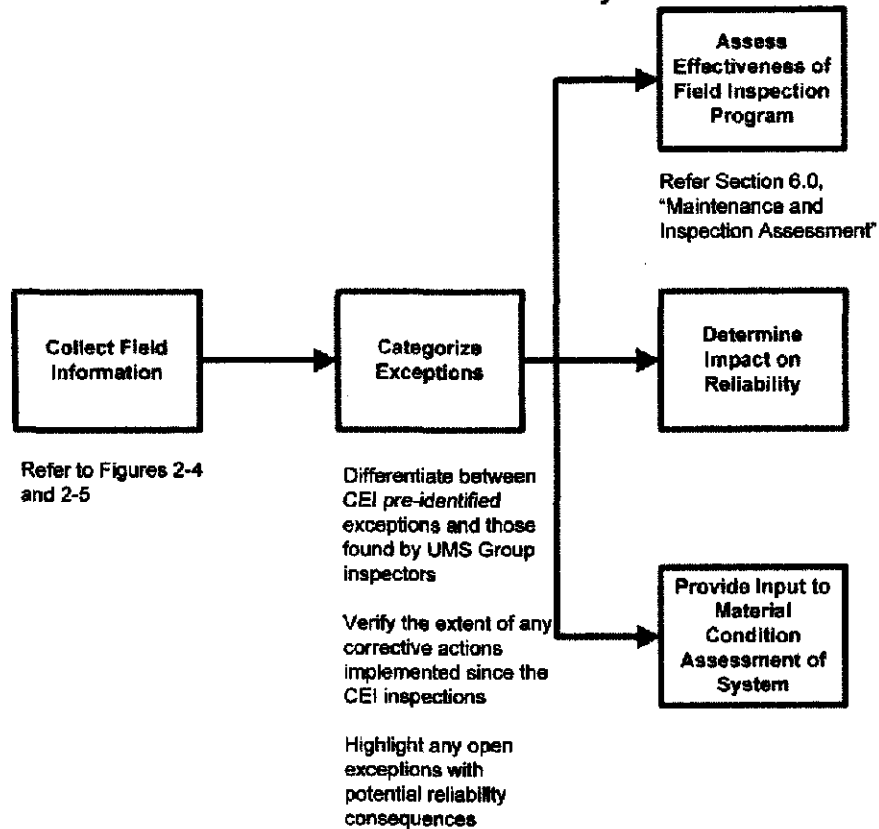 Assess
Effectiveness of
Field Inspection
Program
Refer Section 6.0,
"Maintenance and
Inspection Assessment"
Collect Field
Information
Refer to Figures 2-4
and 2-5
Categorize
Exceptions
Differentiate between
CEI pre-identified
exceptions and those
found by UMS Group
inspectors
Verify the extent of any
corrective actions
implemented since the
CEI inspections
Highlight any open
exceptions with
potential reliability
consequences
Determine
Impact on
Reliability
Provide Input to
Material
Condition
Assessment of
System